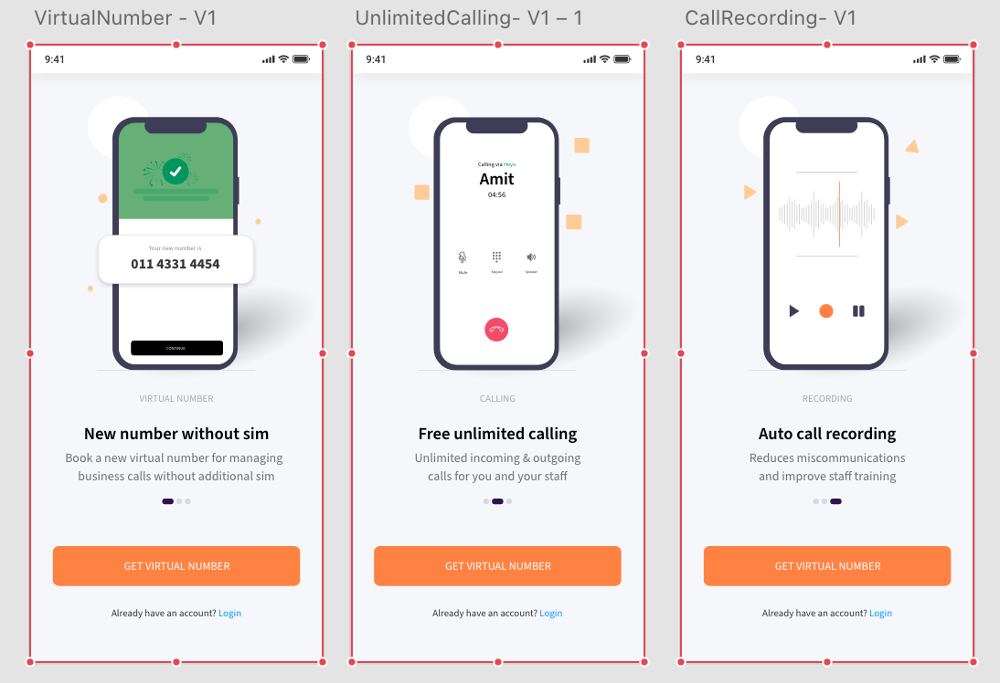 VirtualNumber - V1
9:41
Your new number is
011 4331 4454
CONTINUE
VIRTUAL NUMBER
New number without sim
Book a new virtual number for managing
business calls without additional sim
GET VIRTUAL NUMBER
Already have an account? Login
UnlimitedCalling- V1 – 1
9:41
Calling via Heyo
Amit
04:56
Mute Keypad Speaker
CALLING
Free unlimited calling
Unlimited incoming & outgoing
calls for you and your staff
GET VIRTUAL NUMBER
Already have an account? Login
CallRecording- V1
9:41
RECORDING
Auto call recording
Reduces miscommunications
and improve staff training
GET VIRTUAL NUMBER
Already have an account? Login